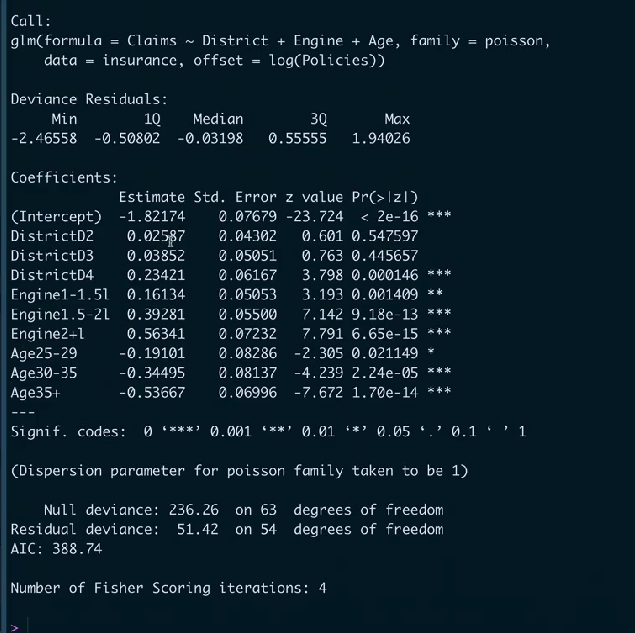 Call:
glm(formula = Claims ~ District + Engine + Age, family = poisson,
    data = insurance, offset = log(Policies))
Deviance Residuals:
     Min       1Q   Median       3Q      Max
-2.46558 -0.50802 -0.03198  0.55555  1.94026
Coefficients:
            Estimate Std. Error z value Pr(>|z|)
(Intercept) -1.82174    0.07679 -23.724  < 2e-16 ***
DistrictD2   0.02587    0.04302   0.601 0.547597
DistrictD3   0.03852    0.05051   0.763 0.445657
DistrictD4   0.23421    0.06167   3.798 0.000146 ***
Engine1-1.5l 0.16134    0.05053   3.193 0.001409 **
Engine1.5-2l 0.39281    0.05500   7.142 9.18e-13 ***
Engine2+l    0.56341    0.07232   7.791 6.65e-15 ***
Age25-29    -0.19101    0.08286  -2.305 0.021149 *
Age30-35    -0.34495    0.08137  -4.239 2.24e-05 ***
Age35+      -0.53667    0.06996  -7.672 1.70e-14 ***
---
Signif. codes:  0 ‘***’ 0.001 ‘**’ 0.01 ‘*’ 0.05 ‘.’ 0.1 ‘ ’ 1
(Dispersion parameter for poisson family taken to be 1)
    Null deviance: 236.26  on 63  degrees of freedom
Residual deviance:  51.42  on 54  degrees of freedom
AIC: 388.74
Number of Fisher Scoring iterations: 4
>